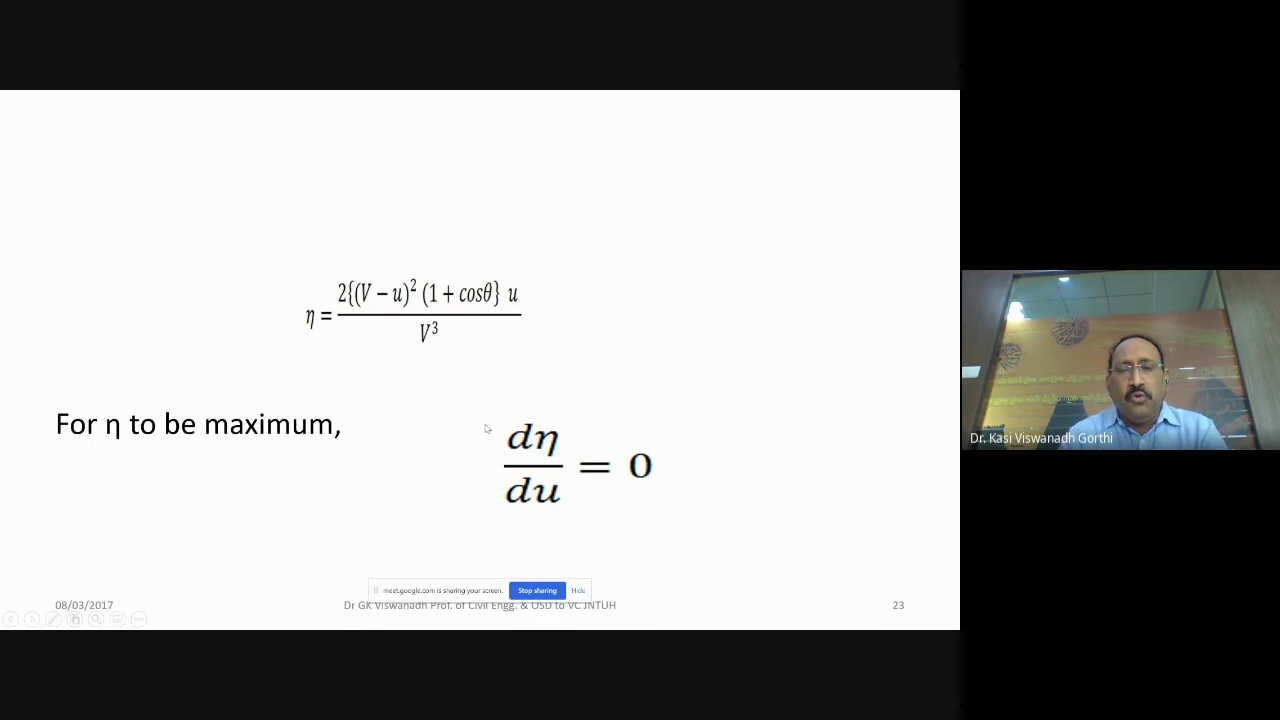 η = 2{(V − u)² (1 + cosθ} u / V³
For η to be maximum,
dη/du = 0
meet.google.com is sharing your screen. Stop sharing Hide
08/03/2017 Dr GK Viswanadh Prof. of Civil Engg. & OSD to VC JNTUH 23
Dr. Kasi Viswanadh Gorthi